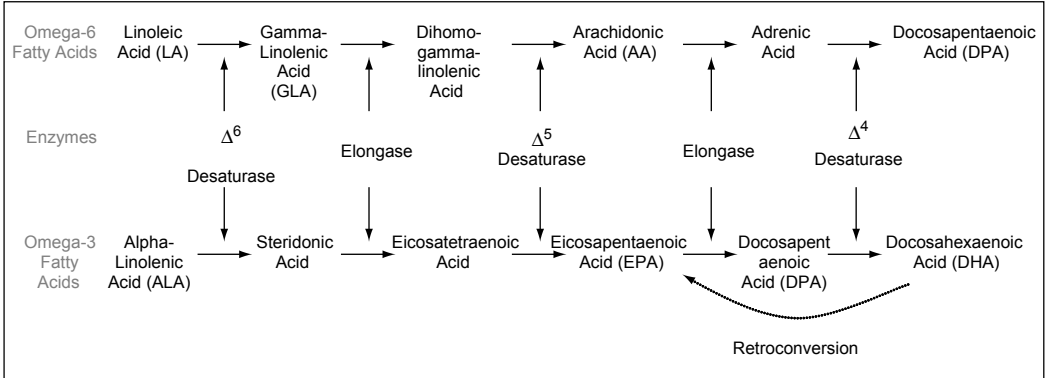 Omega-6
Fatty Acids
Linoleic
Acid (LA)
Gamma-
Linolenic
Acid
(GLA)
Dihomo-
gamma-
linolenic
Acid
Arachidonic
Acid (AA)
Adrenic
Acid
Docosapentaenoic
Acid (DPA)
Enzymes
Δ6
Desaturase
Elongase
Δ5
Desaturase
Elongase
Δ4
Desaturase
Omega-3
Fatty
Acids
Alpha-
Linolenic
Acid (ALA)
Steridonic
Acid
Eicosatetraenoic
Acid
Eicosapentaenoic
Acid (EPA)
Docosapent
aenoic
Acid (DPA)
Docosahexaenoic
Acid (DHA)
Retroconversion